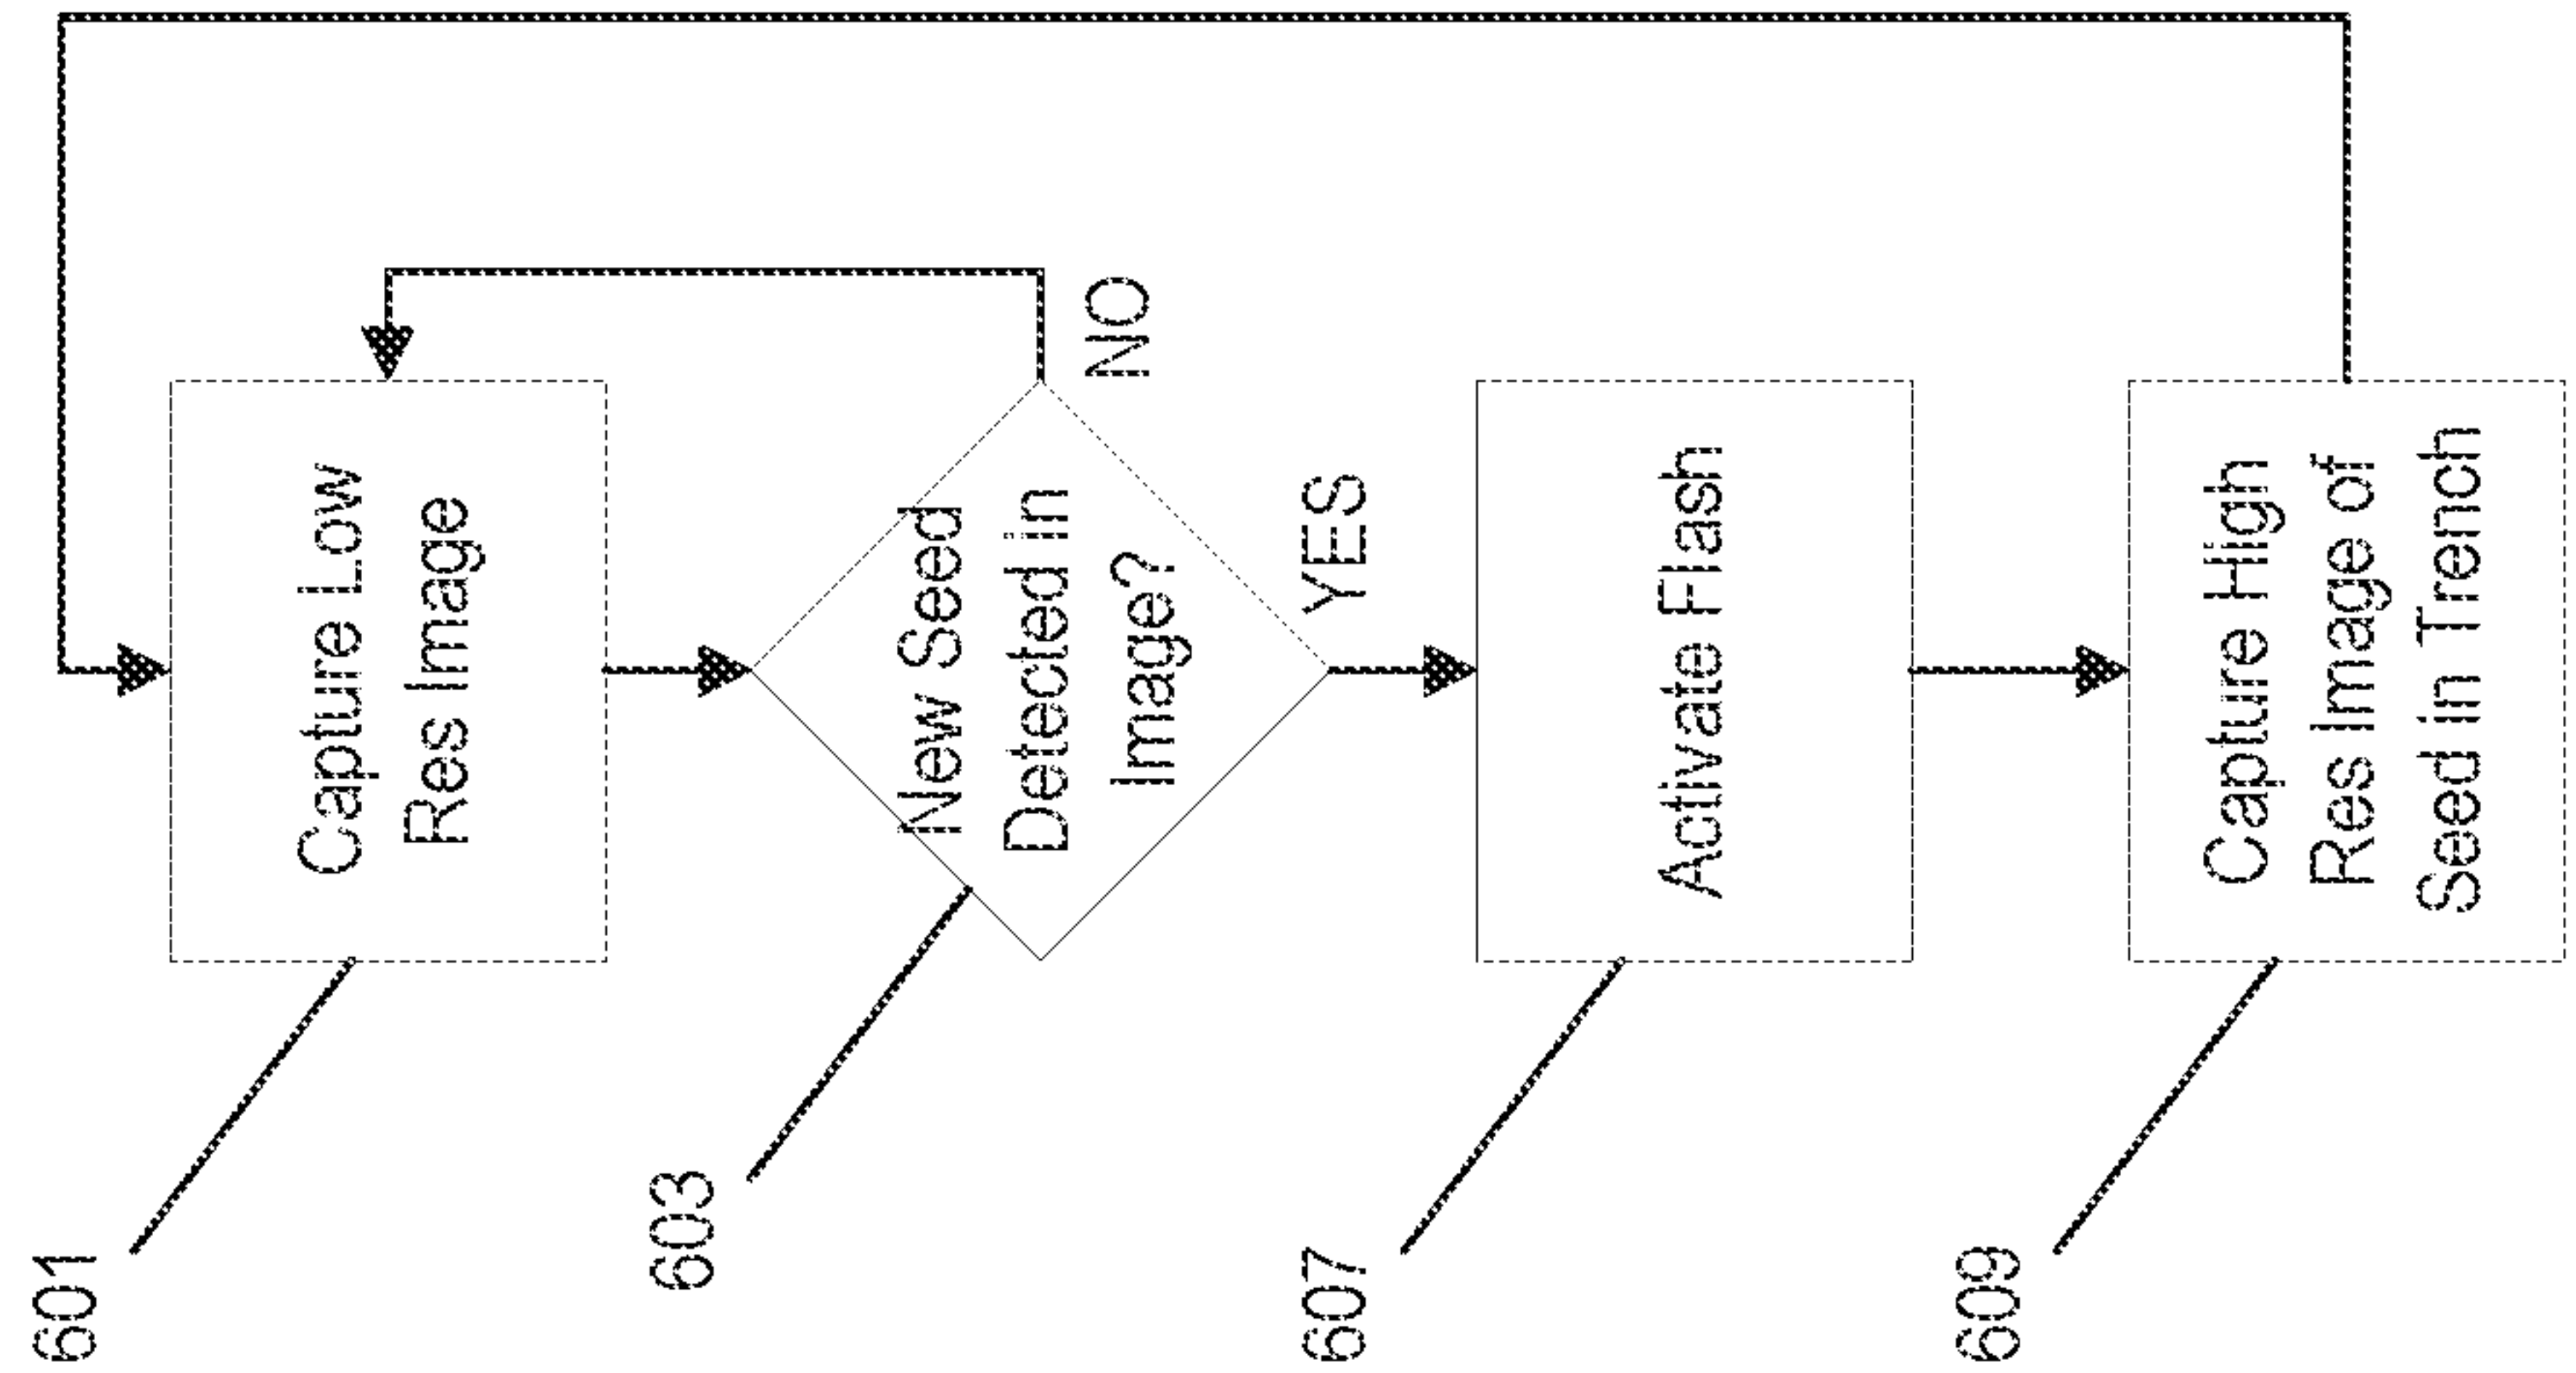 601
Capture Low
Res Image
603
New Seed
Detected in
Image?
NO
YES
607
Activate Flash
609
Capture High
Res Image of
Seed in Trench